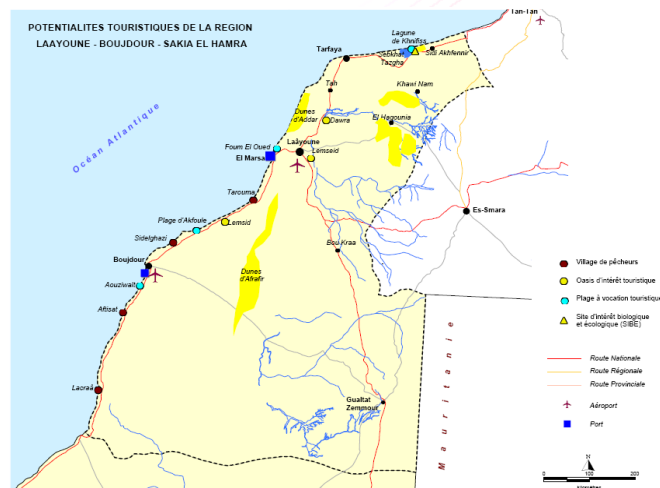 POTENTIALITES TOURISTIQUES DE LA REGION
LAAYOUNE - BOUJDOUR - SAKIA EL HAMRA
Tan-Tan
Lagune
de Khnifiss
Tarfaya
Sebkhat
Tazgha
Sidi Akhfennir
Tah
Khawi Nam
Océan Atlantique
Dunes
d'Addar
Dawra
El Hagounia
Foum El Oued
Laâyoune
El Marsa
Lemseid
Tarouma
Es-Smara
Plage d'Akfoule
Lemsid
Sidelghazi
Bou Kraa
Boujdour
Dunes
d'Afrafir
Aouziwalt
Aftisat
Lacraâ
Gueltat
Zemmour
Mauritanie
Village de pêcheurs
Oasis d'intérêt touristique
Plage à vocation touristique
Site d'intérêt biologique
et écologique (SIBE)
Route Nationale
Route Régionale
Route Provinciale
Aéroport
Port
N
0 100 200